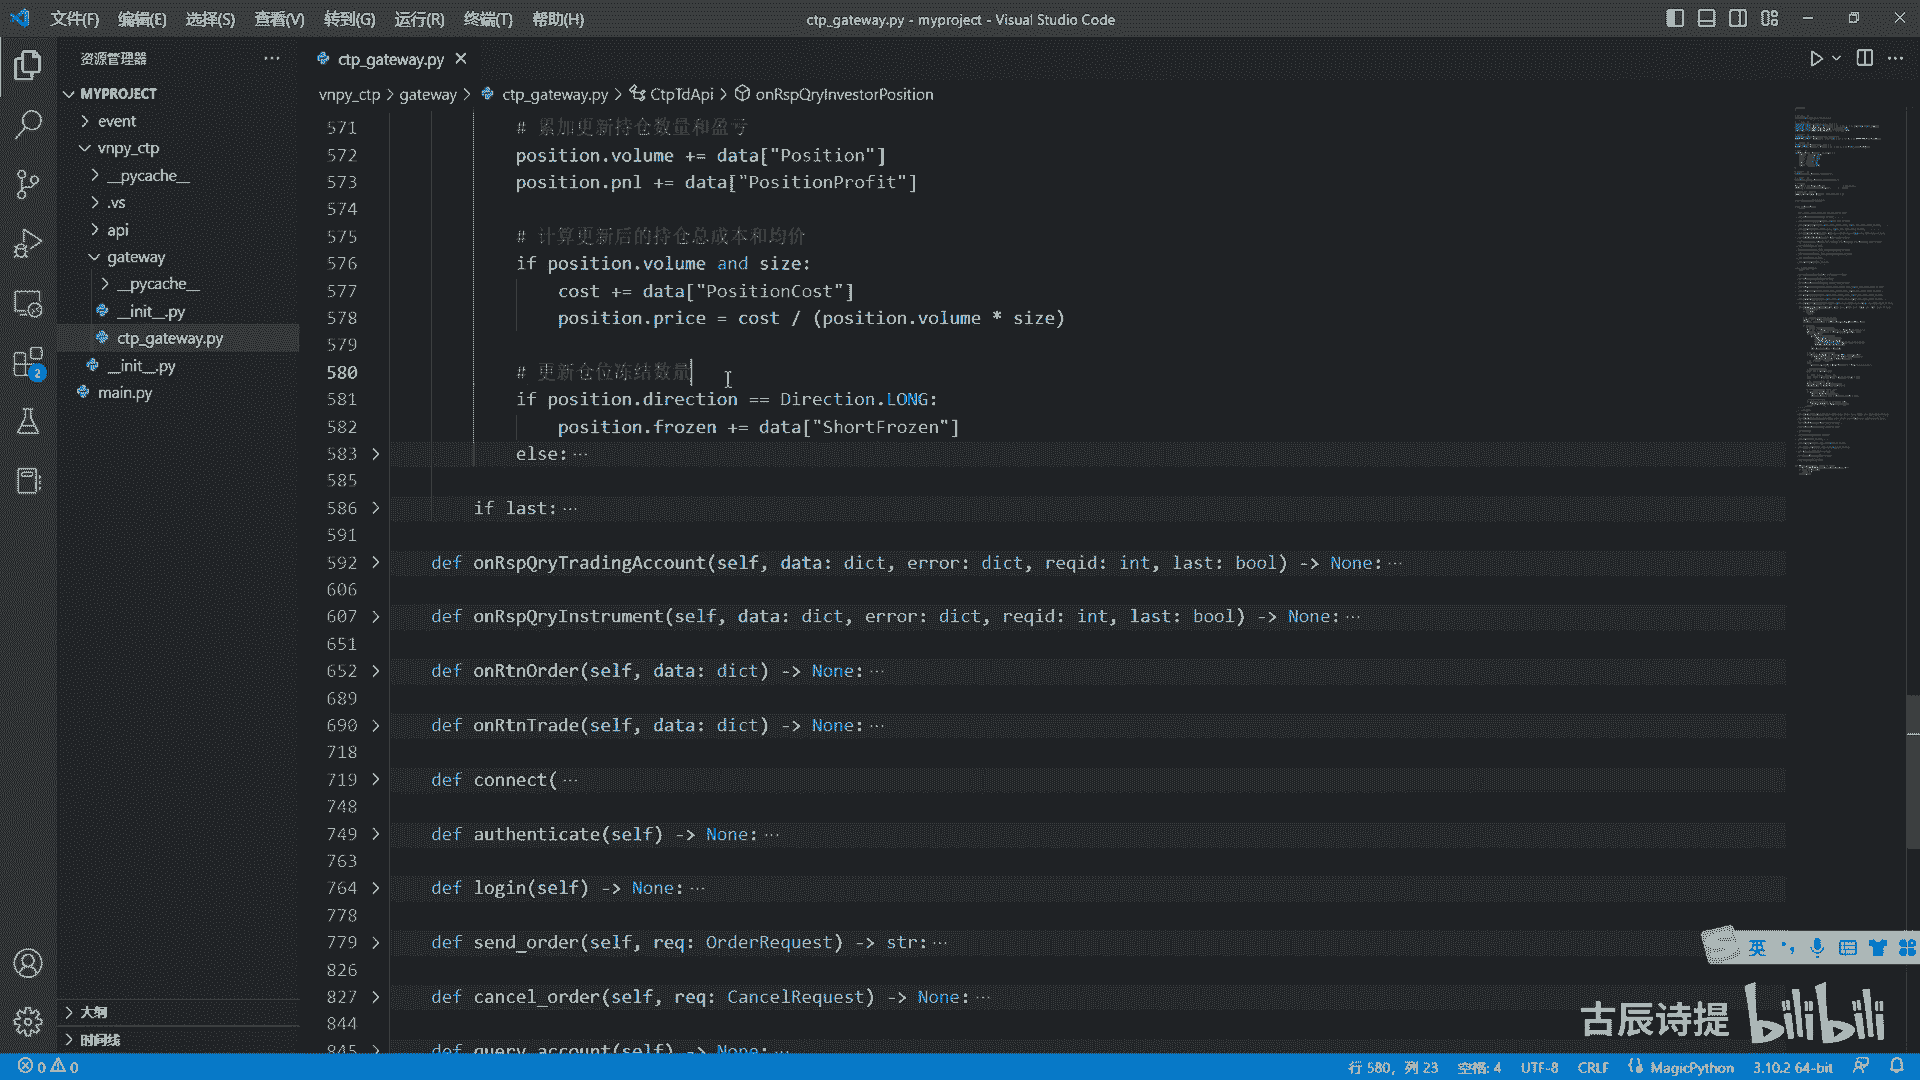 文件(F) 编辑(E) 选择(S) 查看(V) 转到(G) 运行(R) 终端(T) 帮助(H)
ctp_gateway.py - myproject - Visual Studio Code
资源管理器
MYPROJECT
event
vnpy_ctp
__pycache__
.vs
api
gateway
__pycache__
__init__.py
ctp_gateway.py
__init__.py
main.py
大纲
时间线
2
ctp_gateway.py
vnpy_ctp > gateway > ctp_gateway.py > CtpTdApi > onRspQryInvestorPosition
571 # 累加更新持仓数量和盈亏
572 position.volume += data["Position"]
573 position.pnl += data["PositionProfit"]
574
575 # 计算更新后的持仓总成本和均价
576 if position.volume and size:
577 cost += data["PositionCost"]
578 position.price = cost / (position.volume * size)
579
580 # 更新仓位冻结数量
581 if position.direction == Direction.LONG:
582 position.frozen += data["ShortFrozen"]
583 else:…
585
586 if last:…
591
592 def onRspQryTradingAccount(self, data: dict, error: dict, reqid: int, last: bool) -> None:…
606
607 def onRspQryInstrument(self, data: dict, error: dict, reqid: int, last: bool) -> None:…
651
652 def onRtnOrder(self, data: dict) -> None:…
689
690 def onRtnTrade(self, data: dict) -> None:…
718
719 def connect(…
748
749 def authenticate(self) -> None:…
763
764 def login(self) -> None:…
778
779 def send_order(self, req: OrderRequest) -> str:…
826
827 def cancel_order(self, req: CancelRequest) -> None:…
844
845 def query_account(self) -> None:…
英
古辰诗提 bilibili
0 0
行 580，列 23 空格: 4 UTF-8 CRLF MagicPython 3.10.2 64-bit